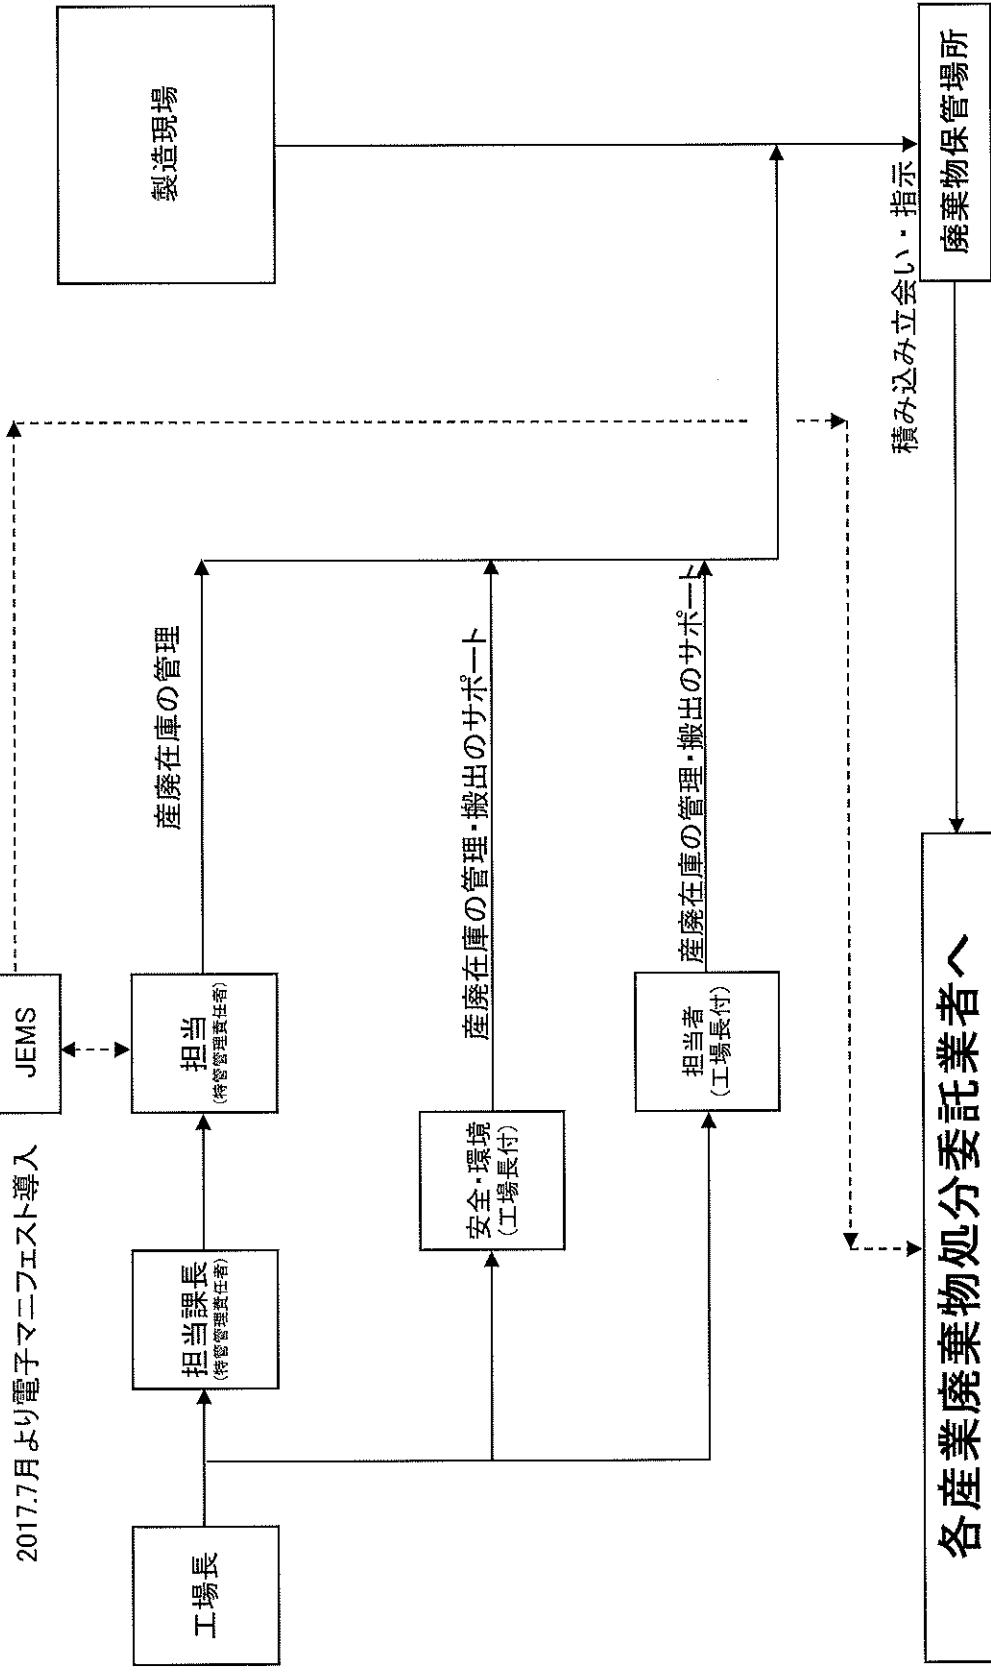 2017.7月より電子マニフェスト導入
JEMS
工場長
担当課長
(特管管理責任者)
担当
(特管管理責任者)
産廃在庫の管理
製造現場
安全・環境
(工場長付)
産廃在庫の管理・搬出のサポート
担当者
(工場長付)
産廃在庫の管理・搬出のサポート
積み込み立会い・指示
各産業廃棄物処分委託業者へ
廃棄物保管場所